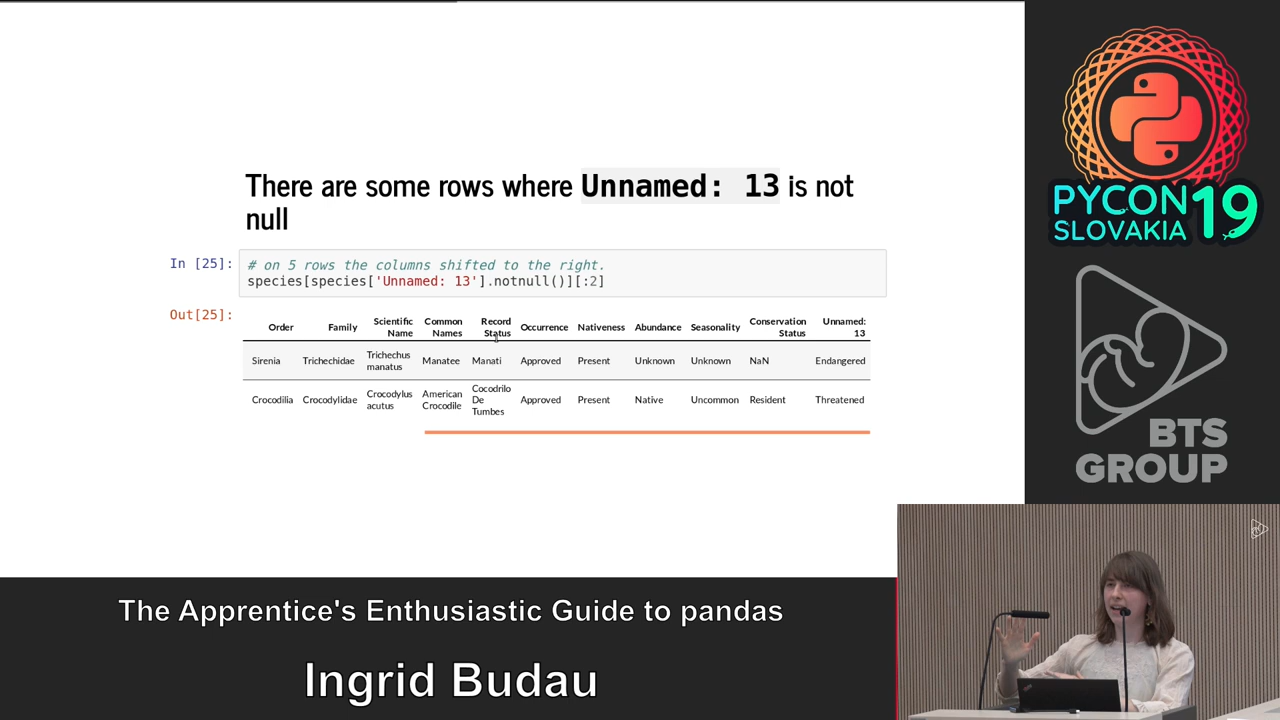 There are some rows where Unnamed: 13 is not
null
In [25]:
# on 5 rows the columns shifted to the right.
species[species['Unnamed: 13'].notnull()][:2]
Out[25]:
Order Family Scientific Name Common Names Record Status Occurrence Nativeness Abundance Seasonality Conservation Status Unnamed: 13
Sirenia Trichechidae Trichechus manatus Manatee Manati Approved Present Unknown Unknown NaN Endangered
Crocodilia Crocodylidae Crocodylus acutus American Crocodile Cocodrilo De Tumbes Approved Present Native Uncommon Resident Threatened
PYCON 19
SLOVAKIA
BTS
GROUP
The Apprentice's Enthusiastic Guide to pandas
Ingrid Budau